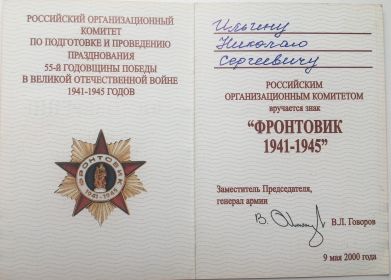 РОССИЙСКИЙ ОРГАНИЗАЦИОННЫЙ
КОМИТЕТ
ПО ПОДГОТОВКЕ И ПРОВЕДЕНИЮ
ПРАЗДНОВАНИЯ
55-Й ГОДОВЩИНЫ ПОБЕДЫ
В ВЕЛИКОЙ ОТЕЧЕСТВЕННОЙ ВОЙНЕ
1941-1945 ГОДОВ
ФРОНТОВИК
1941-1945
Ильгину
Николаю
Сергеевичу
РОССИЙСКИМ
ОРГАНИЗАЦИОННЫМ КОМИТЕТОМ
вручается знак
“ФРОНТОВИК
1941-1945”
Заместитель Председателя,
генерал армии
В.Л. Говоров
9 мая 2000 года